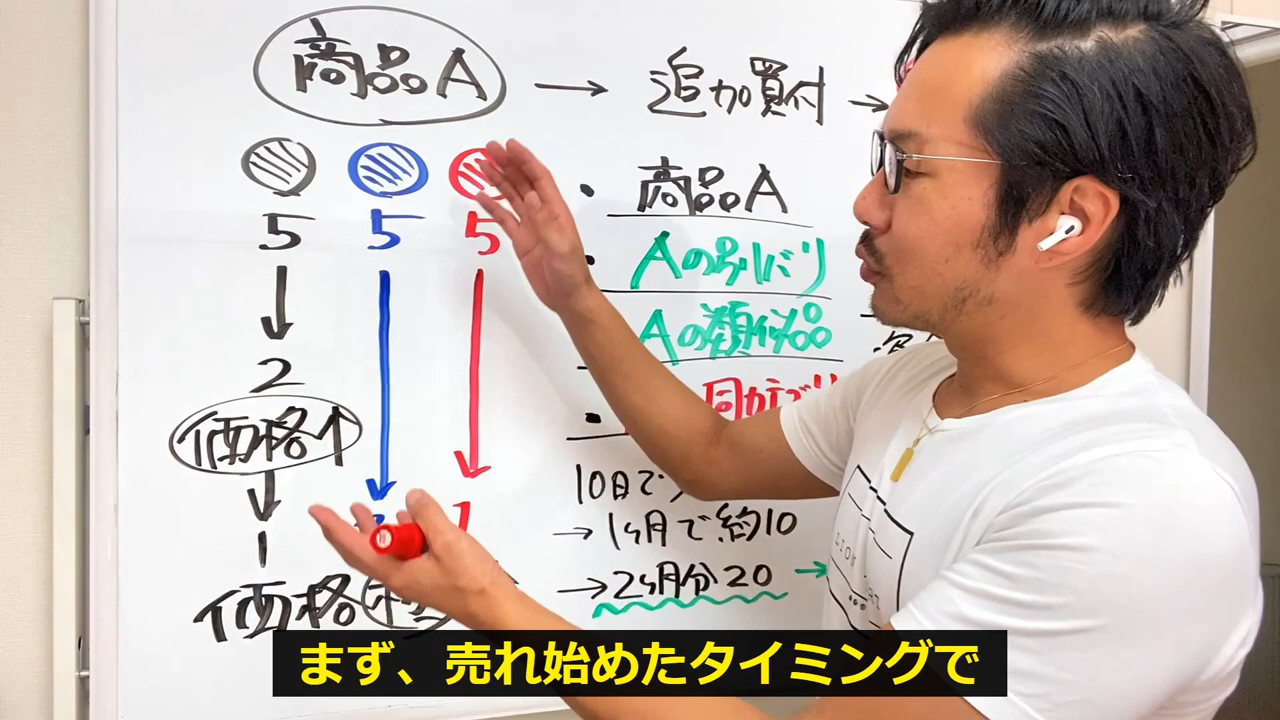 商品A → 追加買付 →
5 5 5
・商品A
Aの別バリ
Aの類似品
2
価格↑
10日で
→1ヶ月で約10
1
→2ヶ月分20 →
価格
まず、売れ始めたタイミングで